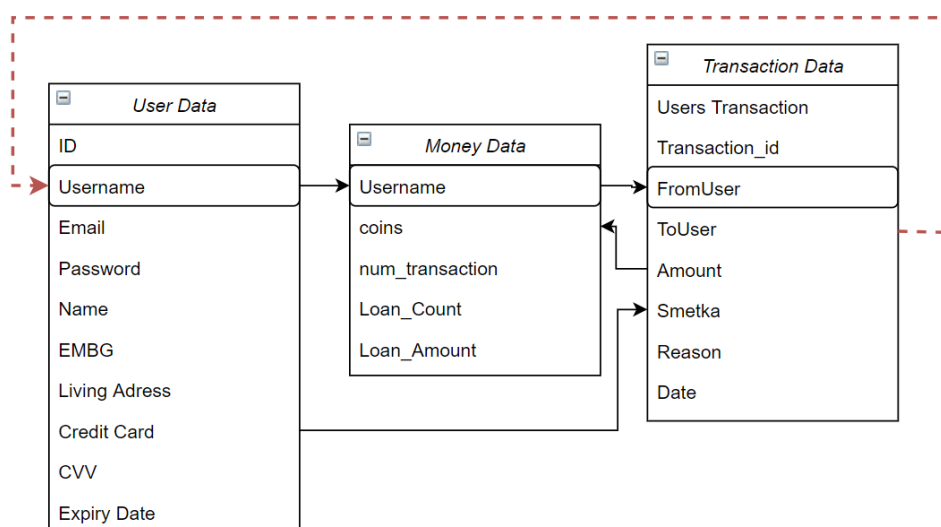 User Data
ID
Username
Email
Password
Name
EMBG
Living Adress
Credit Card
CVV
Expiry Date
Money Data
Username
coins
num_transaction
Loan_Count
Loan_Amount
Transaction Data
Users Transaction
Transaction_id
FromUser
ToUser
Amount
Smetka
Reason
Date